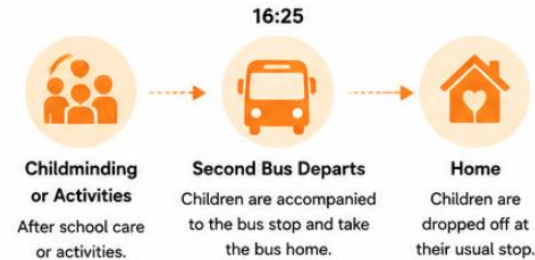 16:25
Childminding
or Activities
After school care
or activities.
Second Bus Departs
Children are accompanied
to the bus stop and take
the bus home.
Home
Children are
dropped off at
their usual stop.